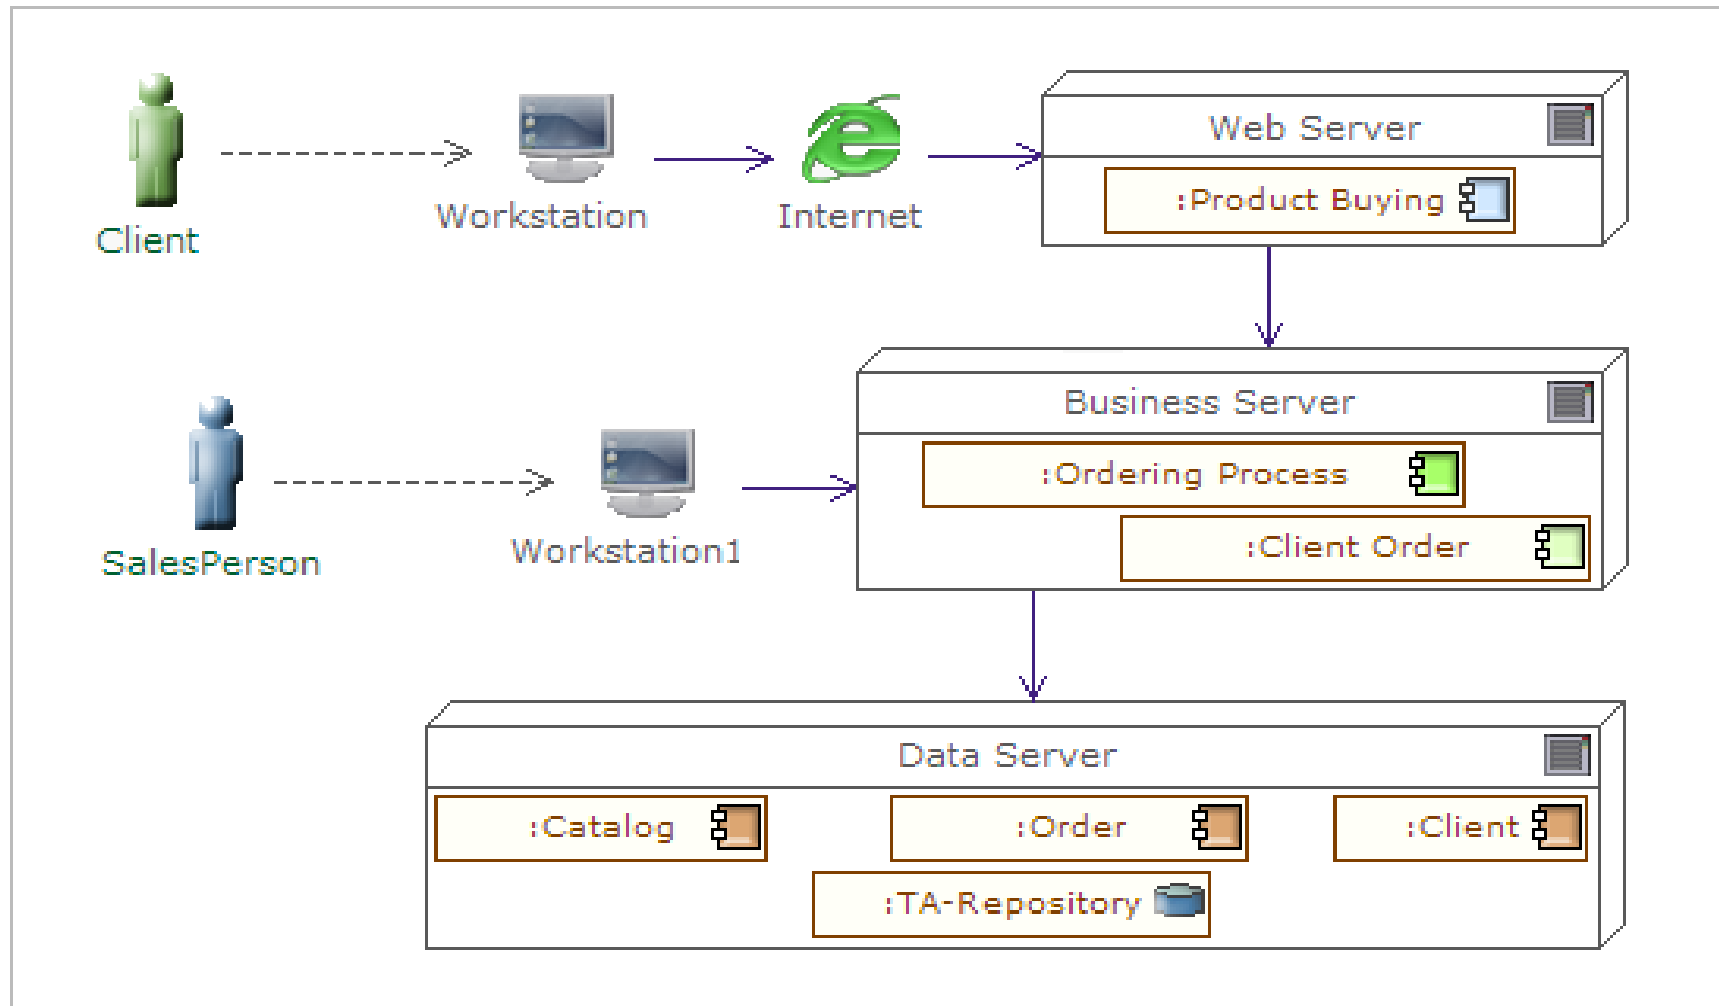 Client
Workstation
Internet
Web Server
:Product Buying
SalesPerson
Workstation1
Business Server
:Ordering Process
:Client Order
Data Server
:Catalog
:Order
:Client
:TA-Repository